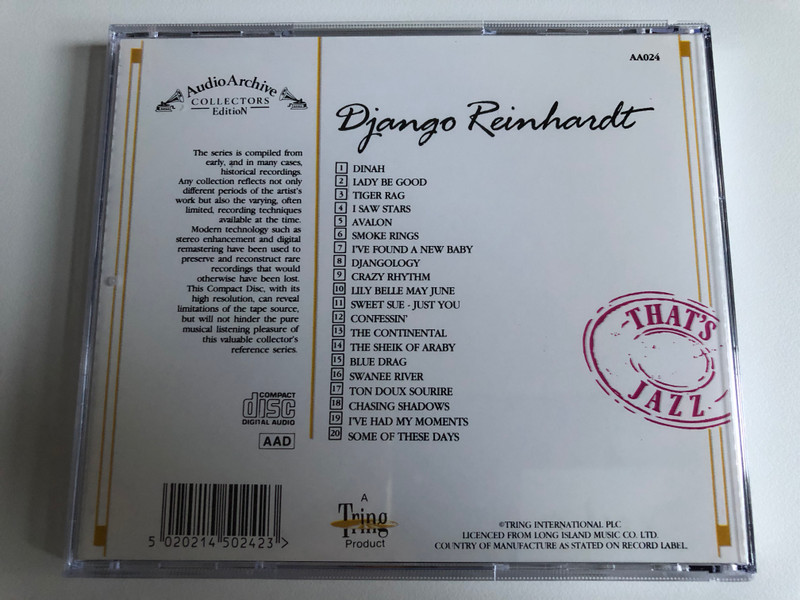 AA024
Audio Archive
COLLECTORS
EditioN
The series is compiled from
early, and in many cases,
historical recordings.
Any collection reflects not only
different periods of the artist's
work but also the varying, often
limited, recording techniques
available at the time.
Modern technology such as
stereo enhancement and digital
remastering have been used to
preserve and reconstruct rare
recordings that would
otherwise have been lost.
This Compact Disc, with its
high resolution, can reveal
limitations of the tape source,
but will not hinder the pure
musical listening pleasure of
this valuable collector's
reference series.
COMPACT
disc
DIGITAL AUDIO
AAD
Django Reinhardt
1 DINAH
2 LADY BE GOOD
3 TIGER RAG
4 I SAW STARS
5 AVALON
6 SMOKE RINGS
7 I'VE FOUND A NEW BABY
8 DJANGOLOGY
9 CRAZY RHYTHM
10 LILY BELLE MAY JUNE
11 SWEET SUE - JUST YOU
12 CONFESSIN'
13 THE CONTINENTAL
14 THE SHEIK OF ARABY
15 BLUE DRAG
16 SWANEE RIVER
17 TON DOUX SOURIRE
18 CHASING SHADOWS
19 I'VE HAD MY MOMENTS
20 SOME OF THESE DAYS
THAT'S
JAZZ
5 020214 502423 >
A
Tring
Product
©TRING INTERNATIONAL PLC
LICENCED FROM LONG ISLAND MUSIC CO. LTD.
COUNTRY OF MANUFACTURE AS STATED ON RECORD LABEL.